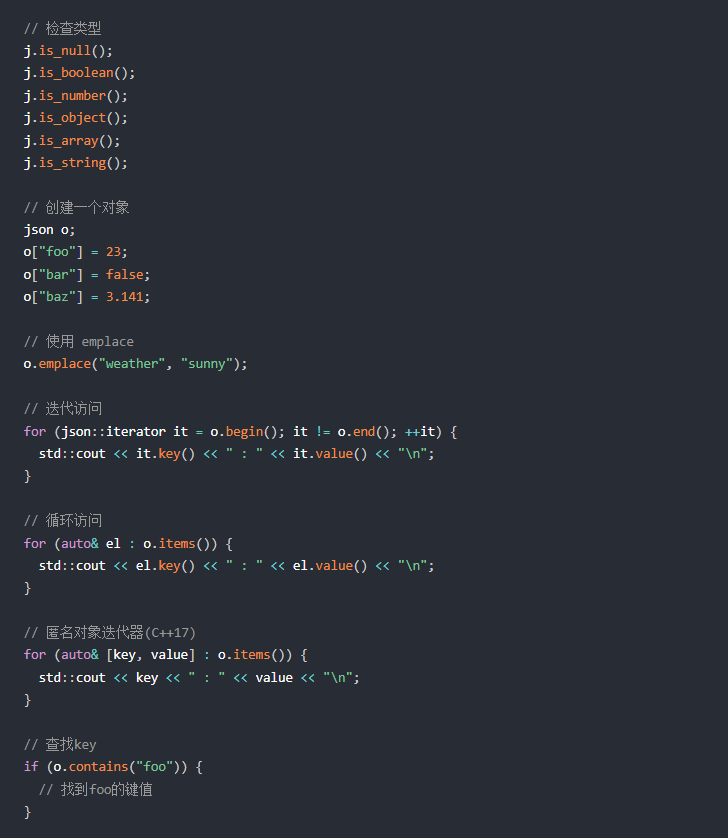 // 检查类型
j.is_null();
j.is_boolean();
j.is_number();
j.is_object();
j.is_array();
j.is_string();
// 创建一个对象
json o;
o["foo"] = 23;
o["bar"] = false;
o["baz"] = 3.141;
// 使用 emplace
o.emplace("weather", "sunny");
// 迭代访问
for (json::iterator it = o.begin(); it != o.end(); ++it) {
  std::cout << it.key() << " : " << it.value() << "\n";
}
// 循环访问
for (auto& el : o.items()) {
  std::cout << el.key() << " : " << el.value() << "\n";
}
// 匿名对象迭代器(C++17)
for (auto& [key, value] : o.items()) {
  std::cout << key << " : " << value << "\n";
}
// 查找key
if (o.contains("foo")) {
  // 找到foo的键值
}